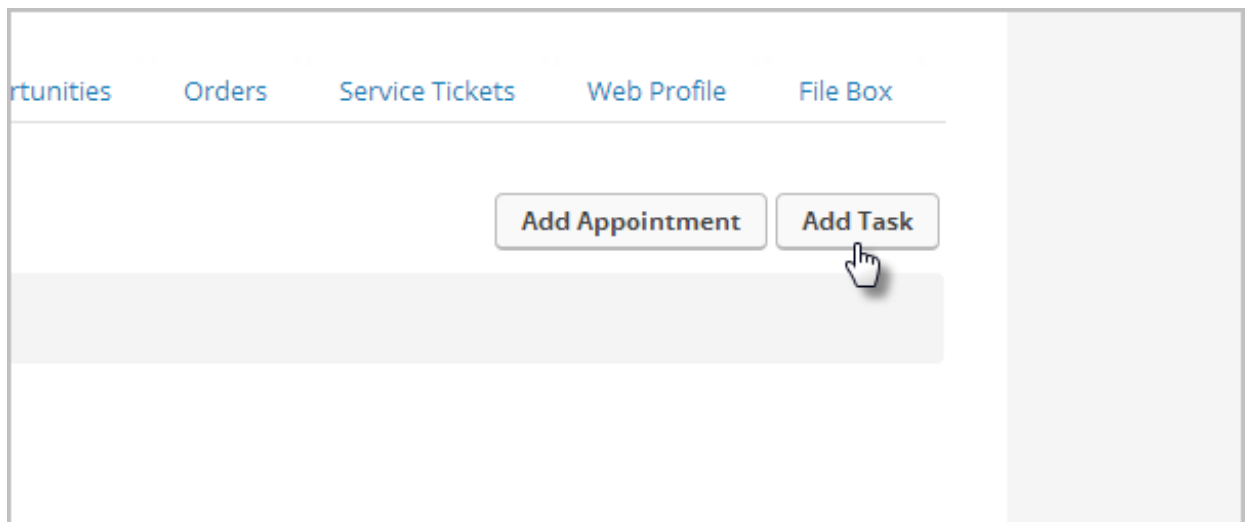 rtunities Orders Service Tickets Web Profile File Box
Add Appointment Add Task